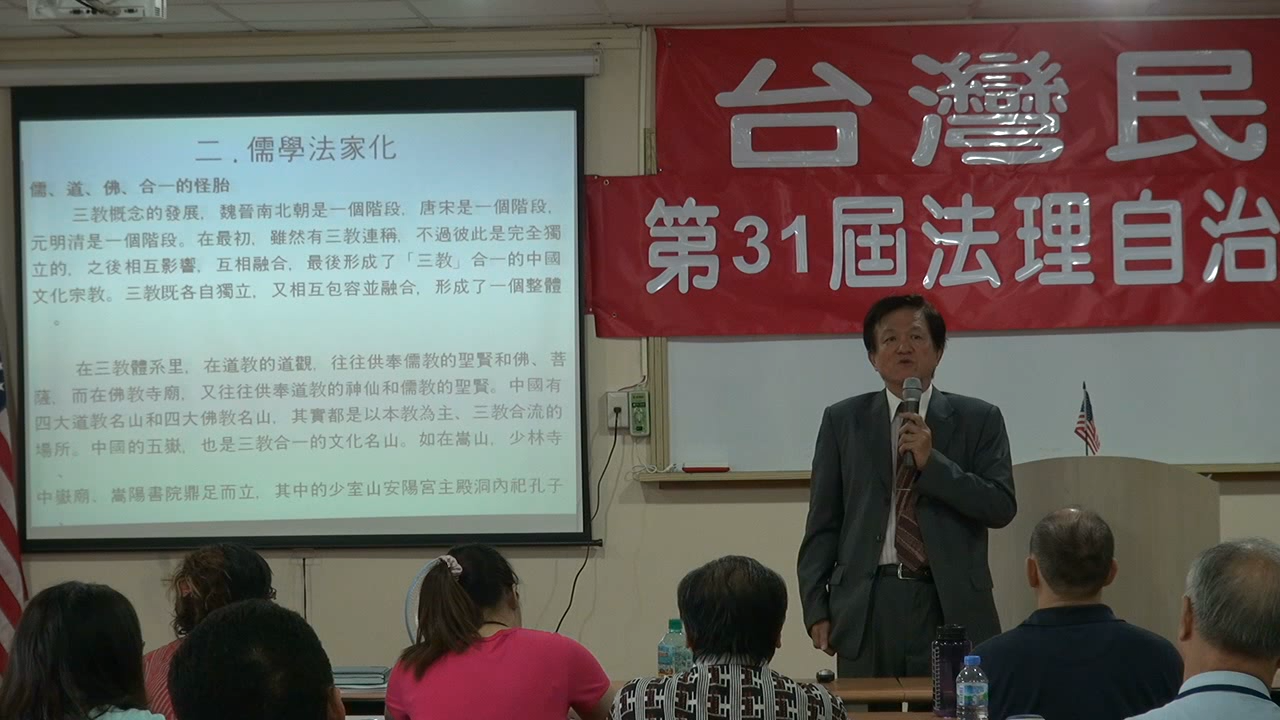 二．儒學法家化
儒、道、佛、合一的怪胎
三教概念的發展，魏晉南北朝是一個階段，唐宋是一個階段，
元明清是一個階段。在最初，雖然有三教連稱，不過彼此是完全獨
立的，之後相互影響，互相融合，最後形成了「三教」合一的中國
文化宗教。三教既各自獨立，又相互包容並融合，形成了一個整體
。
在三教體系里，在道教的道觀，往往供奉儒教的聖賢和佛、菩
薩，而在佛教寺廟，又往往供奉道教的神仙和儒教的聖賢。中國有
四大道教名山和四大佛教名山，其實都是以本教為主、三教合流的
場所。中國的五嶽，也是三教合一的文化名山。如在嵩山，少林寺
、
中嶽廟、嵩陽書院鼎足而立，其中的少室山安陽宮主殿洞內祀孔子
、
台灣民
第31屆法理自治